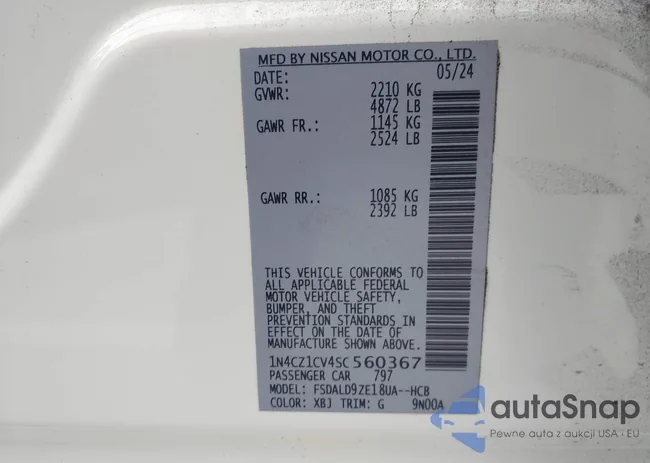 MFD BY NISSAN MOTOR CO., LTD.
DATE: 05/24
GVWR: 2210 KG
4872 LB
GAWR FR.: 1145 KG
2524 LB
GAWR RR.: 1085 KG
2392 LB
THIS VEHICLE CONFORMS TO
ALL APPLICABLE FEDERAL
MOTOR VEHICLE SAFETY,
BUMPER, AND THEFT
PREVENTION STANDARDS IN
EFFECT ON THE DATE OF
MANUFACTURE SHOWN ABOVE.
1N4CZ1CV4SC560367
PASSENGER CAR 797
MODEL: FSDALD9ZE18UA--HCB
COLOR: XBJ TRIM: G 9N00A
autoSnap
Pewne auta z aukcji USA i EU